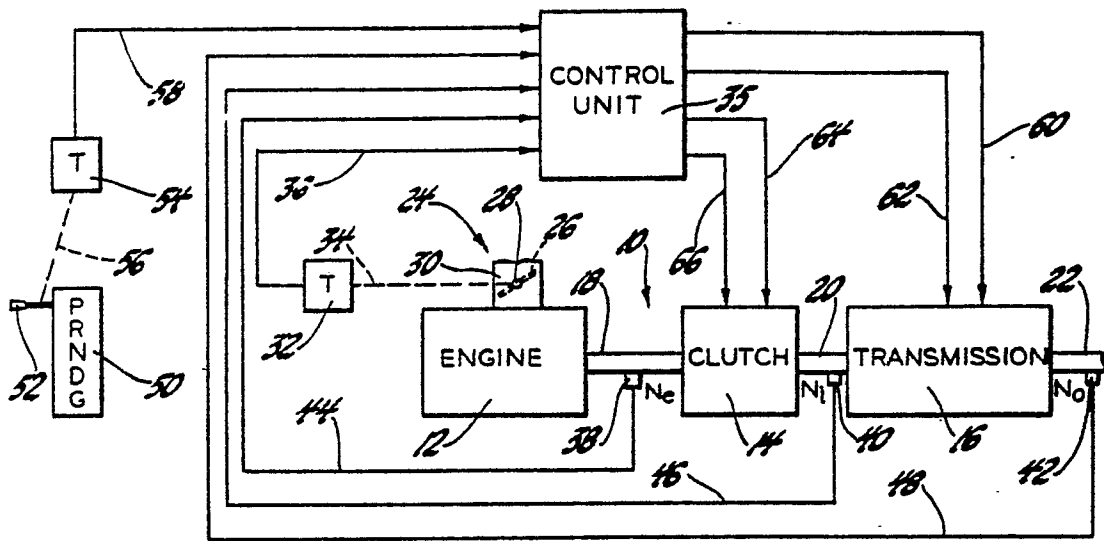 CONTROL
UNIT
35
58
60
64
T
54
36
24
28
26
62
66
10
56
34
30
18
20
22
T
32
P
R
N
D
G
52
50
ENGINE
CLUTCH
TRANSMISSION
Ne
Ni
No
44
12
38
14
40
16
42
46
48